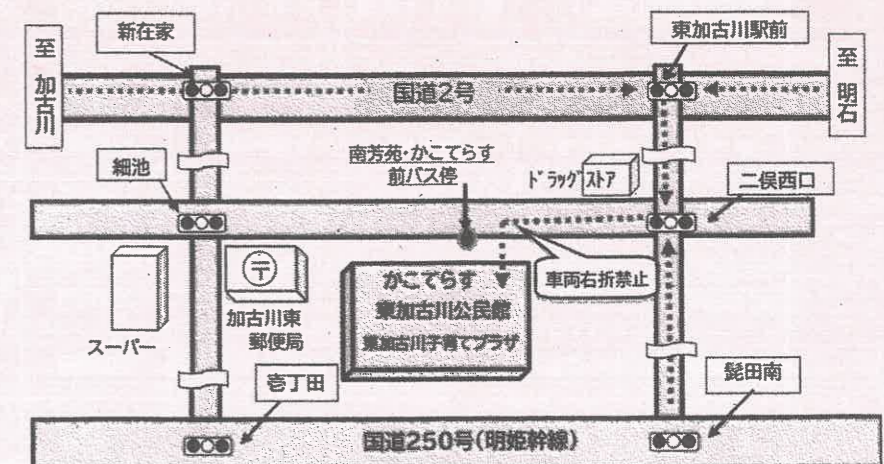 新在家
東加古川駅前
至 加古川
国道2号
至 明石
細池
南芳苑・かこてらす
前バス停
ドラッグストア
二俣西口
〒
車両右折禁止
かこてらす
東加古川公民館
東加古川子育てプラザ
加古川東
郵便局
スーパー
壱丁田
髭田南
国道250号(明姫幹線)